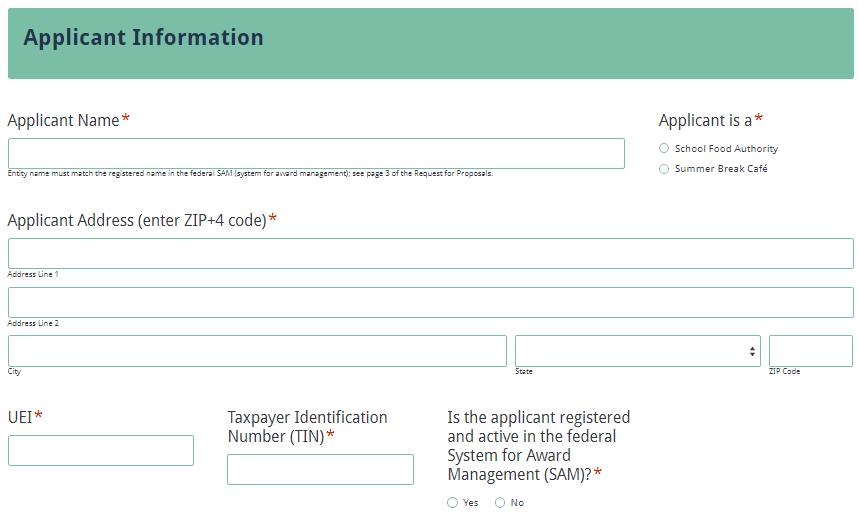 Applicant Information
Applicant Name*
Entity name must match the registered name in the federal SAM (system for award management); see page 3 of the Request for Proposals.
Applicant is a*
School Food Authority
Summer Break Café
Applicant Address (enter ZIP+4 code)*
Address Line 1
Address Line 2
City
State
ZIP Code
UEI*
Taxpayer Identification
Number (TIN)*
Is the applicant registered
and active in the federal
System for Award
Management (SAM)?*
Yes No